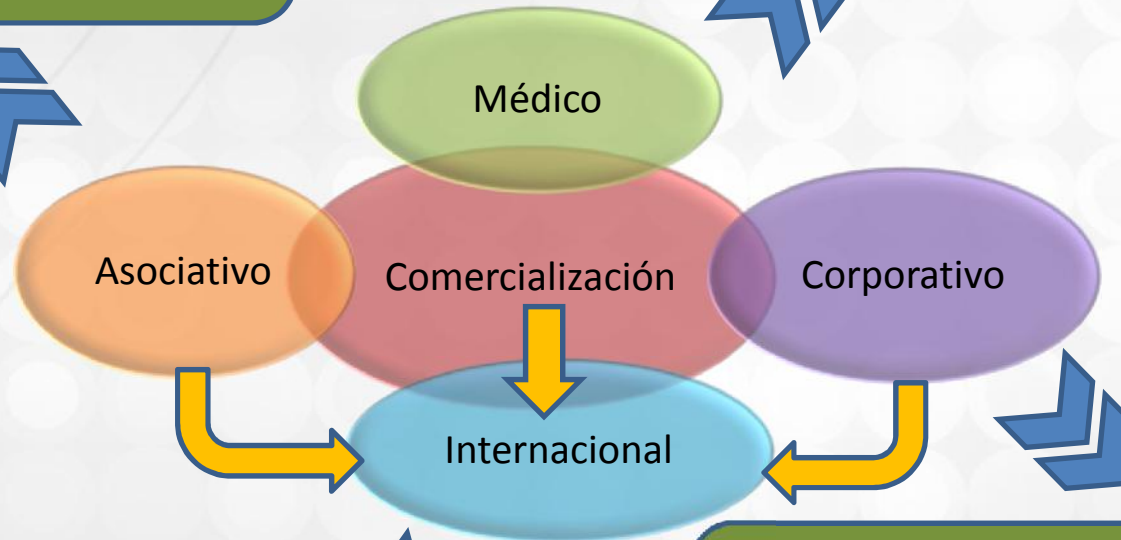 Médico
Asociativo
Comercialización
Corporativo
Internacional